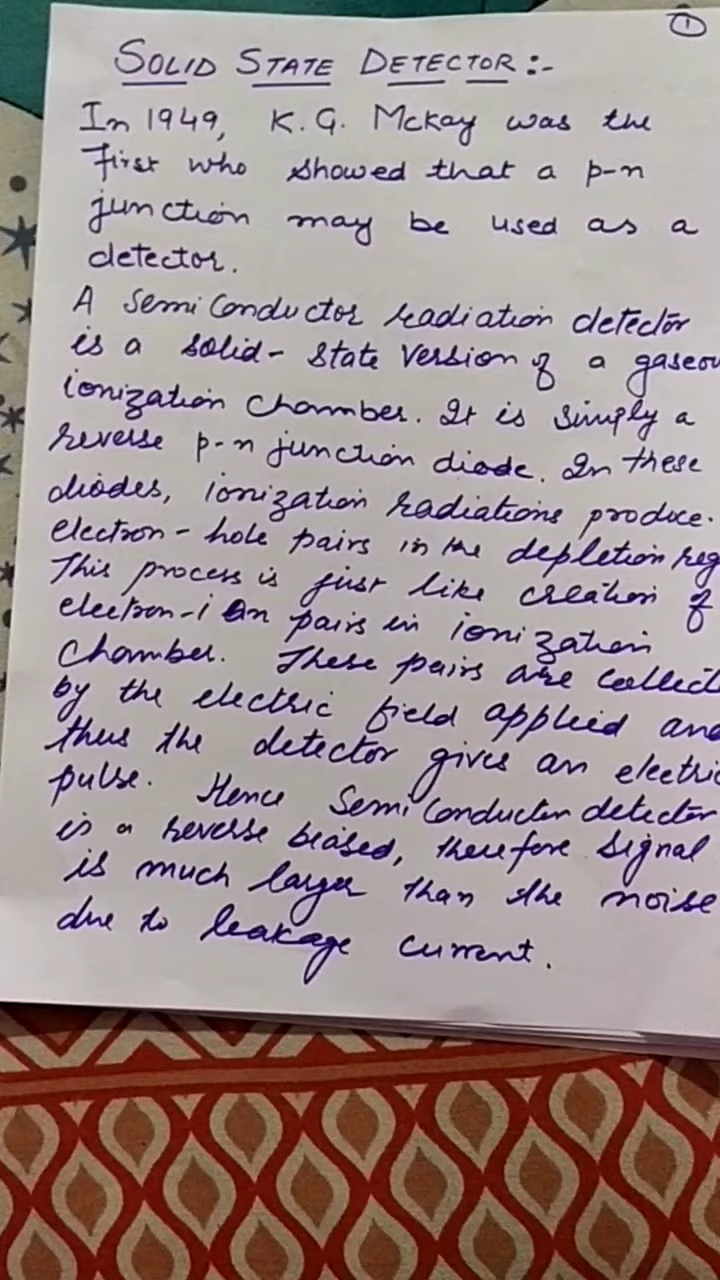 1
SOLID STATE DETECTOR :-
In 1949, K.G. Mckay was the
first who showed that a p-n
junction may be used as a
detector.
A Semi Conductor radiation detector
is a solid-state version of a gaseou
ionization chamber. It is simply a
reverse p-n junction diode. In these
diodes, ionization radiations produce.
electron-hole pairs in the depletion reg
This process is just like creation of
electron-ion pairs in ionization
chamber. These pairs are collect
by the electric field applied and
thus the detector gives an electric
pulse. Hence Semi Conductor detector
is a reverse biased, therefore signal
is much larger than the noise
due to leakage current.